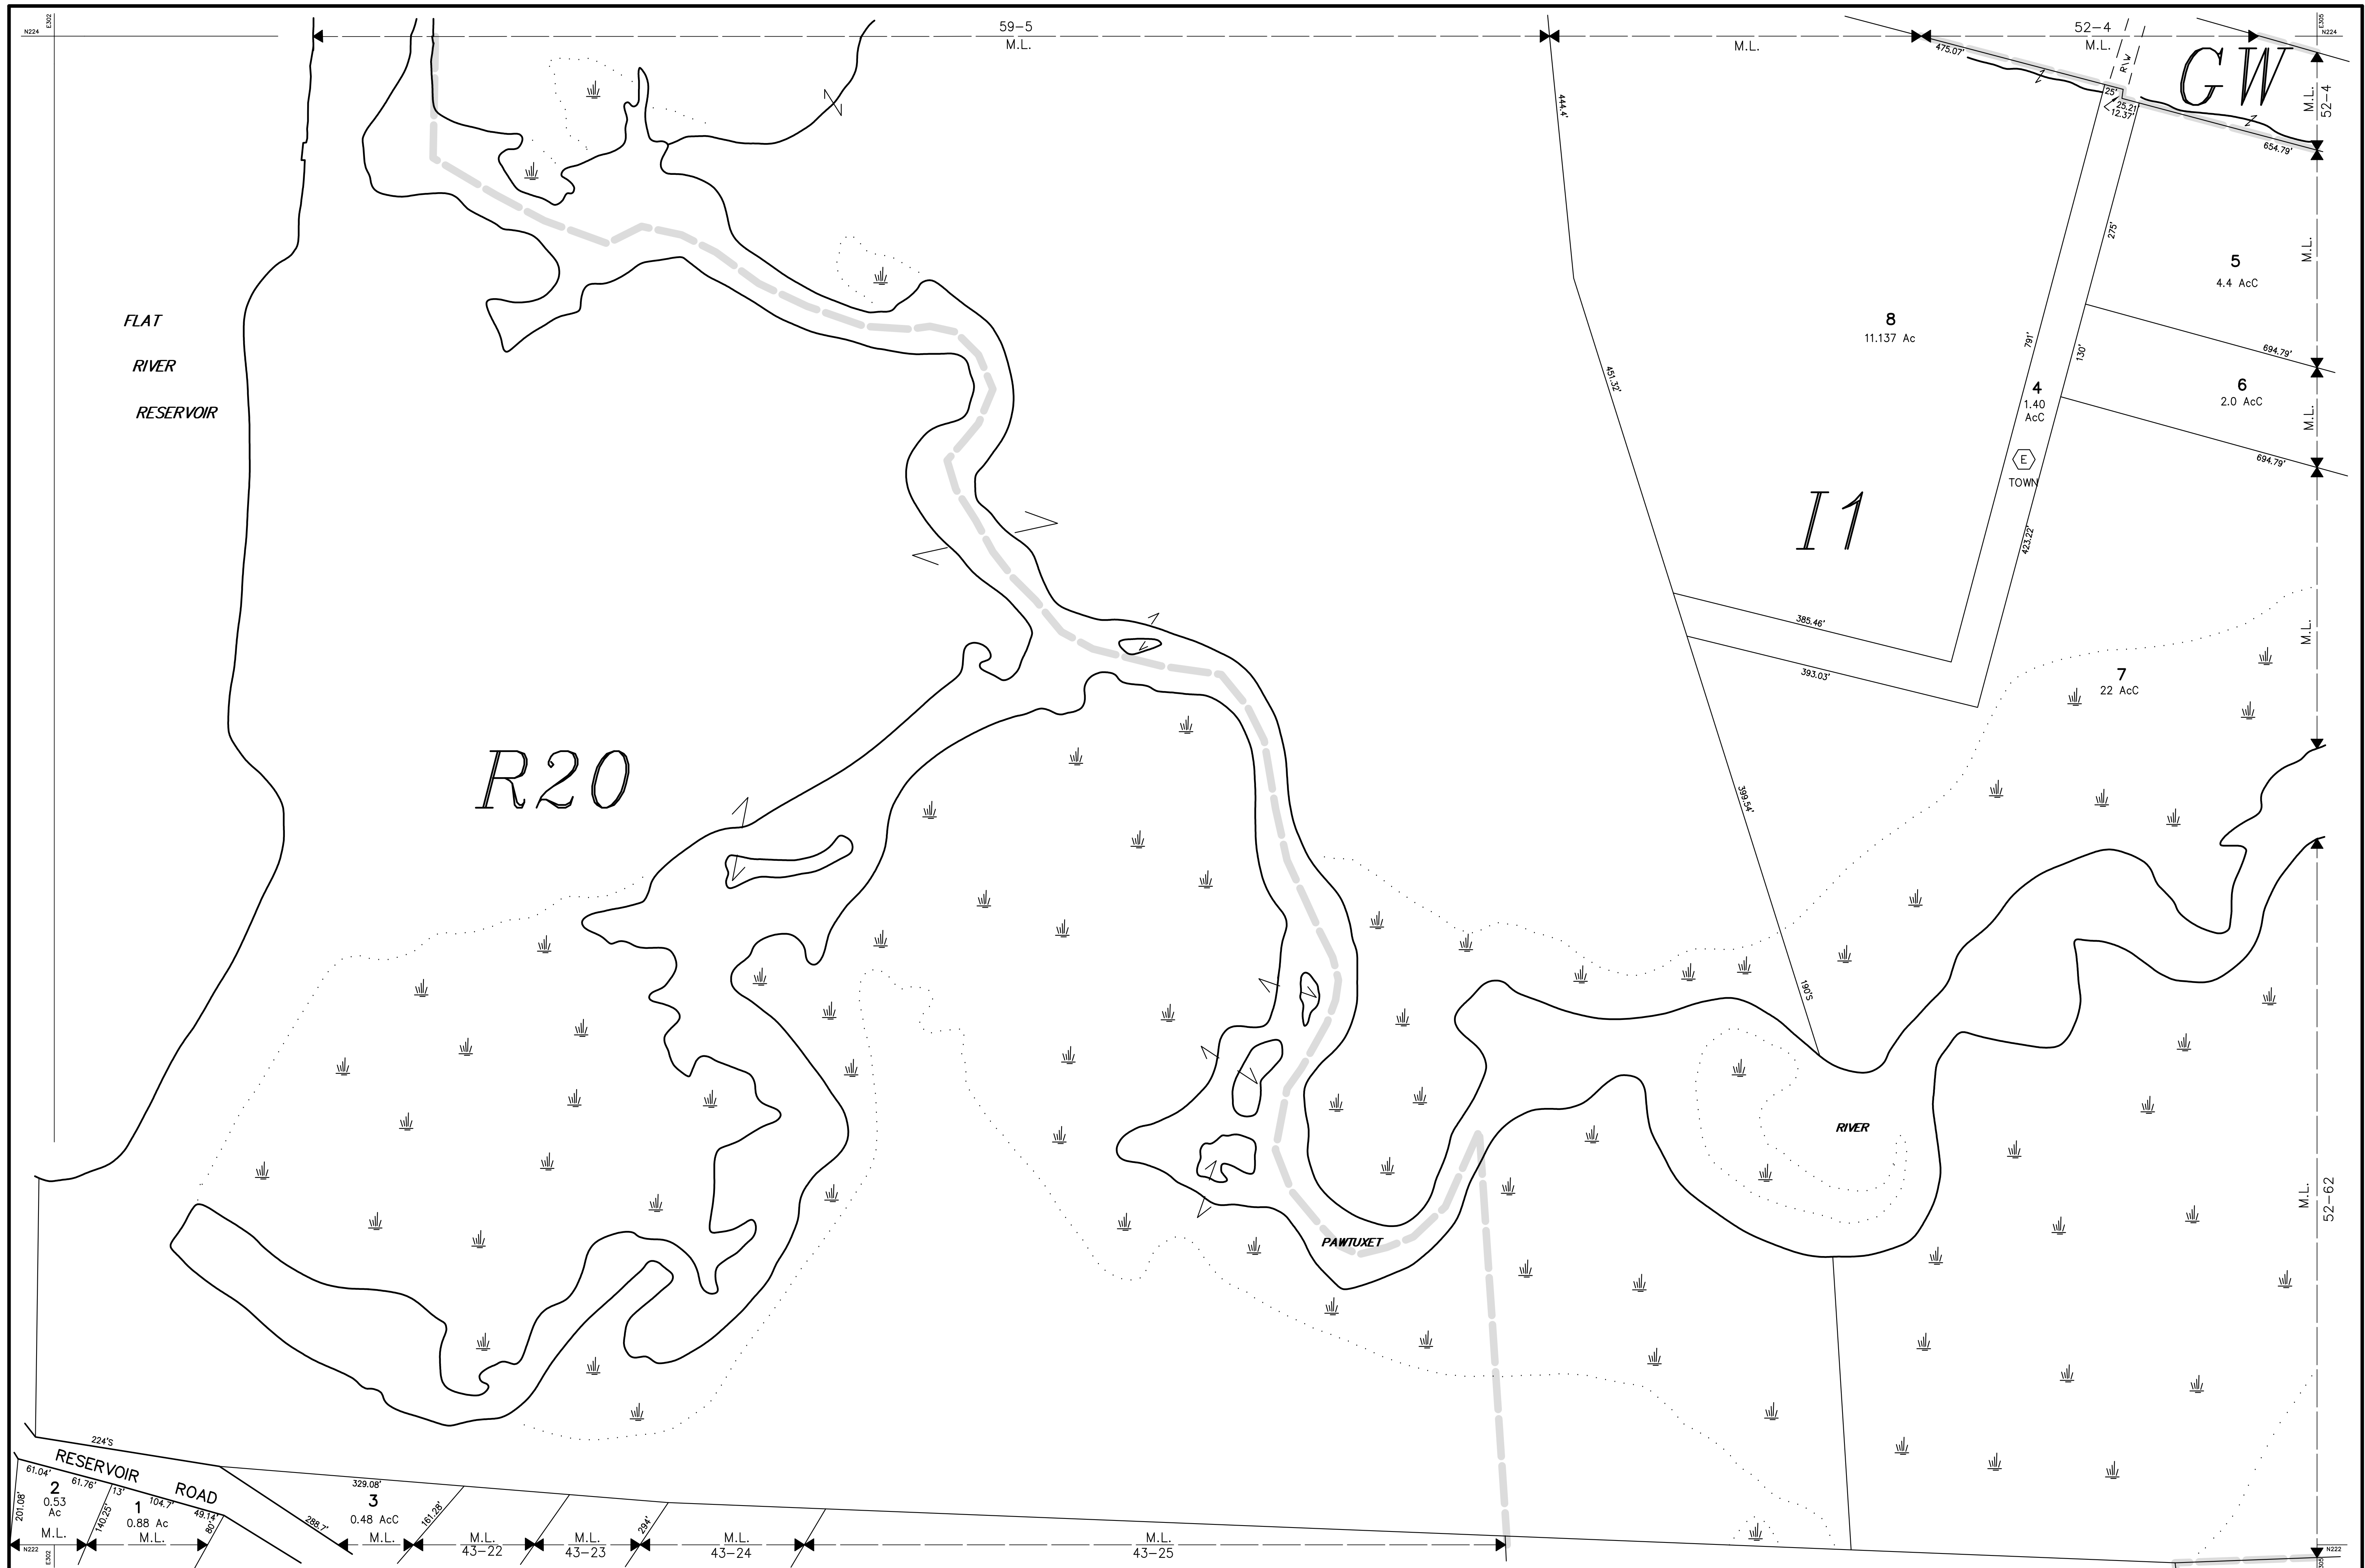 E302
N224
59-5
M.L.
M.L.
52-4
M.L.
E305
N224
475.07'
R\W
GW
M.L.
52-4
25'
25.21
12.37'
654.79'
444.4'
275'
M.L.
5
4.4 AcC
FLAT
RIVER
RESERVOIR
8
11.137 Ac
791'
130'
694.79'
451.32'
4
1.40
AcC
6
2.0 AcC
M.L.
E
TOWN
694.79'
I1
423.22'
385.46'
M.L.
393.03'
7
22 AcC
R20
399.54'
190'S
RIVER
M.L.
52-62
PAWTUXET
224'S
RESERVOIR ROAD
61.04'
61.76'
13'
104.7'
49.14'
201.08'
2
0.53
Ac
140.25'
1
0.88 Ac
80'
288.7'
329.08'
3
0.48 AcC
161.28'
294'
M.L.
M.L.
M.L.
M.L.
43-22
M.L.
43-23
M.L.
43-24
M.L.
43-25
N222
E302
N222
305